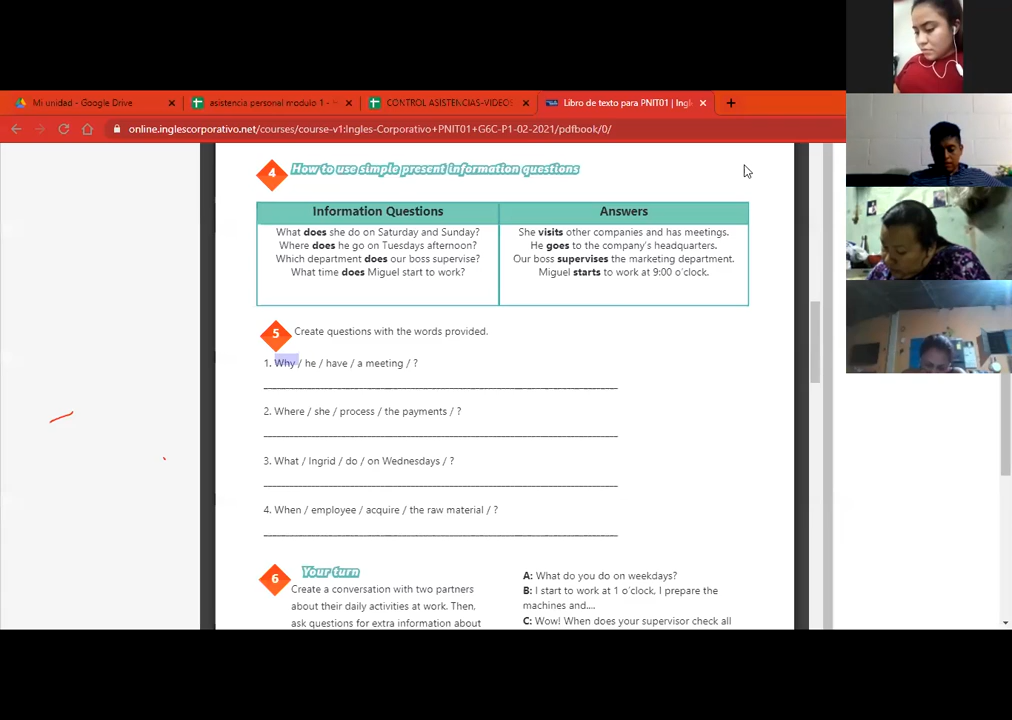 Mi unidad - Google Drive
asistencia personal modulo 1 -
CONTROL ASISTENCIAS-VIDEOS
Libro de texto para PNIT01 | Ingl
online.inglescorporativo.net/courses/course-v1:Ingles-Corporativo+PNIT01+G6C-P1-02-2021/pdfbook/0/
4 How to use simple present information questions
Information Questions
Answers
What does she do on Saturday and Sunday?
She visits other companies and has meetings.
Where does he go on Tuesdays afternoon?
He goes to the company's headquarters.
Which department does our boss supervise?
Our boss supervises the marketing department.
What time does Miguel start to work?
Miguel starts to work at 9:00 o'clock.
5 Create questions with the words provided.
1. Why / he / have / a meeting / ?
2. Where / she / process / the payments / ?
3. What / Ingrid / do / on Wednesdays / ?
4. When / employee / acquire / the raw material / ?
6 Your turn
Create a conversation with two partners
about their daily activities at work. Then,
ask questions for extra information about
A: What do you do on weekdays?
B: I start to work at 1 o'clock, I prepare the
machines and....
C: Wow! When does your supervisor check all